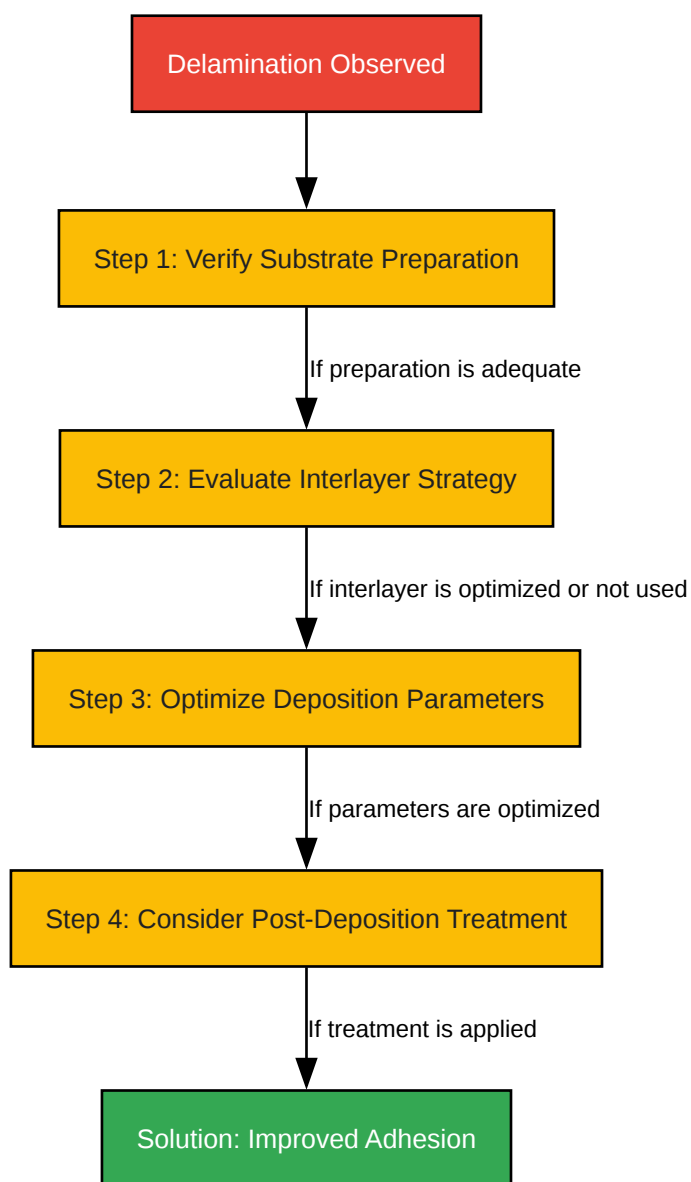 Delamination Observed
Step 1: Verify Substrate Preparation
If preparation is adequate
Step 2: Evaluate Interlayer Strategy
If interlayer is optimized or not used
Step 3: Optimize Deposition Parameters
If parameters are optimized
Step 4: Consider Post-Deposition Treatment
If treatment is applied
Solution: Improved Adhesion